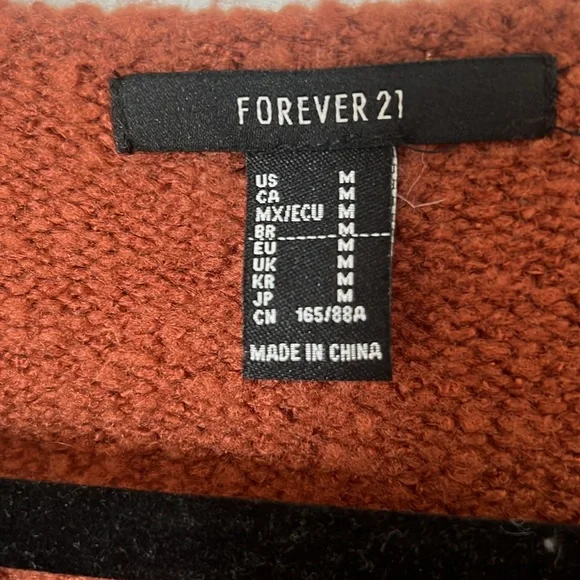 FOREVER 21
US M
CA M
MX/ECU M
BR M
EU M
UK M
KR M
JP M
CN 165/88A
MADE IN CHINA